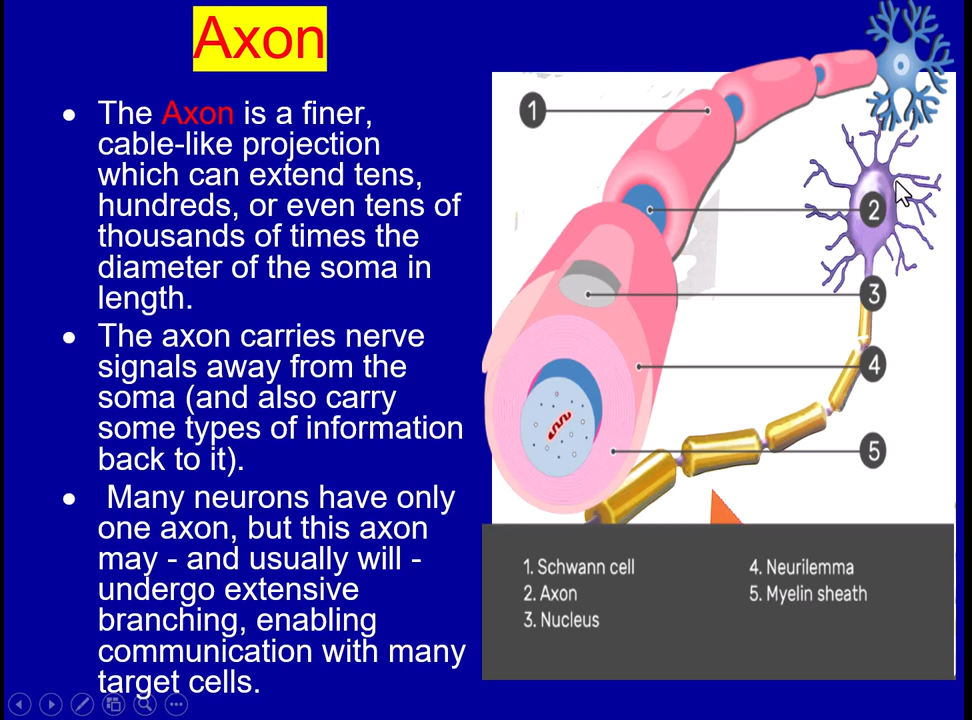 Axon
• The Axon is a finer,
cable-like projection
which can extend tens,
hundreds, or even tens of
thousands of times the
diameter of the soma in
length.
• The axon carries nerve
signals away from the
soma (and also carry
some types of information
back to it).
• Many neurons have only
one axon, but this axon
may - and usually will -
undergo extensive
branching, enabling
communication with many
target cells.
1
2
3
4
5
1. Schwann cell
2. Axon
3. Nucleus
4. Neurilemma
5. Myelin sheath